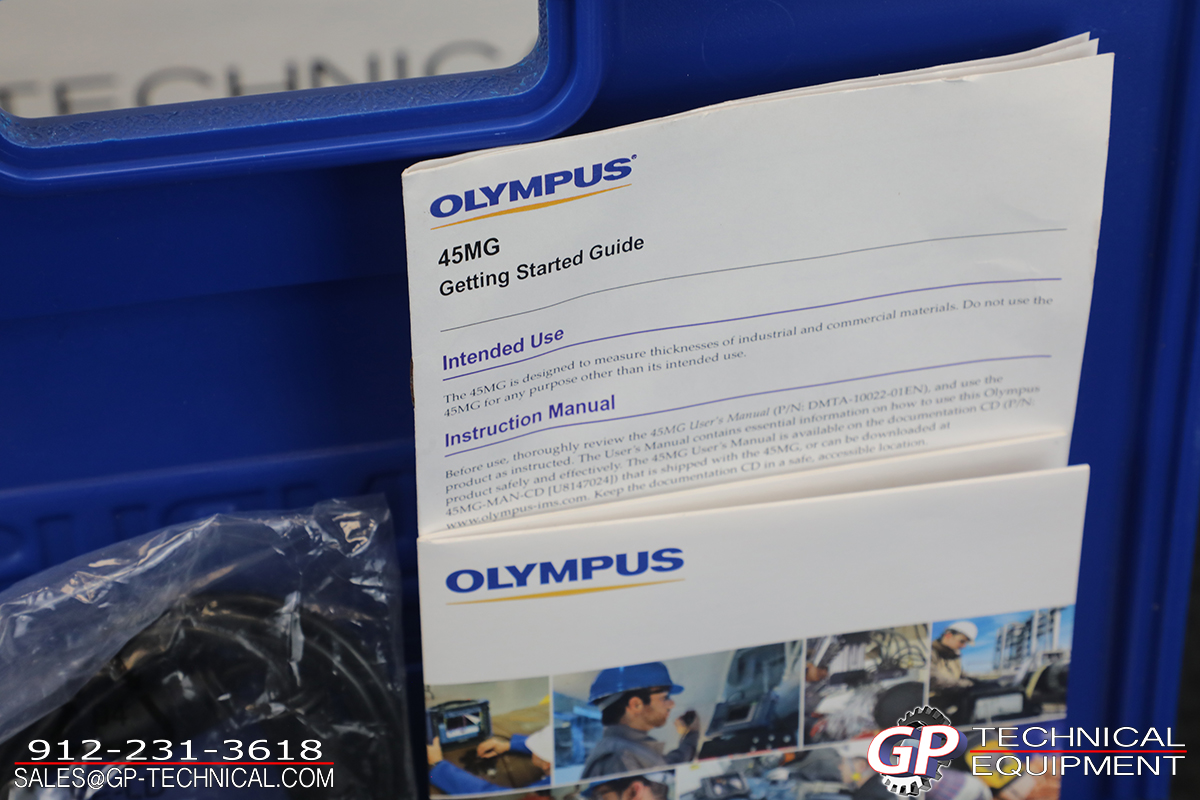 TECHNIC
OLYMPUS®
45MG
Getting Started Guide
Intended Use
The 45MG is designed to measure thicknesses of industrial and commercial materials. Do not use the
45MG for any purpose other than its intended use.
Instruction Manual
Before use, thoroughly review the 45MG User's Manual (P/N: DMTA-10022-01EN), and use the
product as instructed. The User's Manual contains essential information on how to use this Olympus
product safely and effectively. The 45MG User's Manual is available on the documentation CD (P/N:
45MG-MAN-CD [U8147024]) that is shipped with the 45MG, or can be downloaded at
www.olympus-ims.com. Keep the documentation CD in a safe, accessible location.
OLYMPUS
912-231-3618
SALES@GP-TECHNICAL.COM
GP TECHNICAL
EQUIPMENT